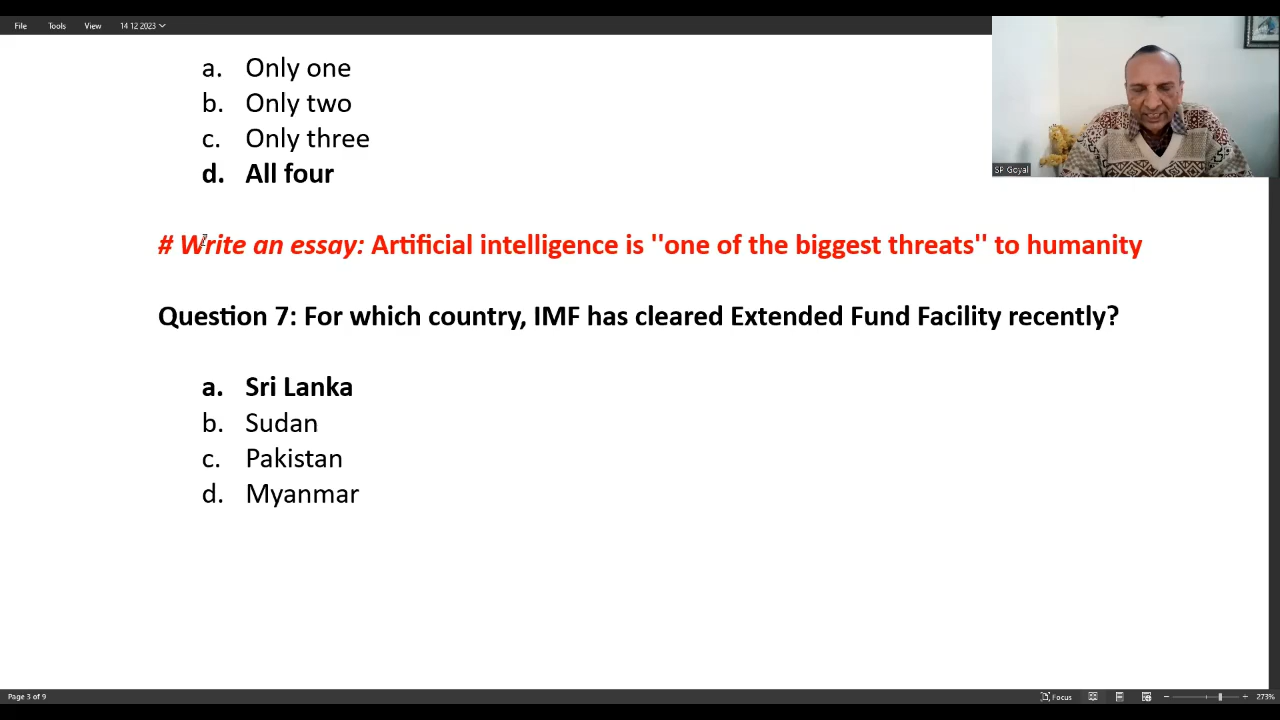 File Tools View 14 12 2023
a. Only one
b. Only two
c. Only three
d. All four
SP Goyal
# Write an essay: Artificial intelligence is "one of the biggest threats" to humanity
Question 7: For which country, IMF has cleared Extended Fund Facility recently?
a. Sri Lanka
b. Sudan
c. Pakistan
d. Myanmar
Page 3 of 9 Focus 273%